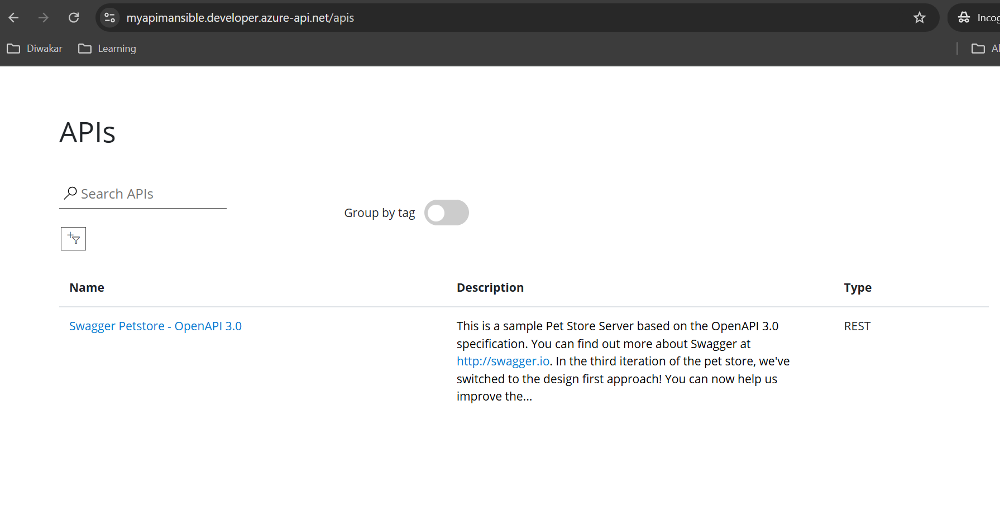 myapimansible.developer.azure-api.net/apis
Diwakar
Learning
APIs
Search APIs
Group by tag
Name Description Type
Swagger Petstore - OpenAPI 3.0
This is a sample Pet Store Server based on the OpenAPI 3.0
specification. You can find out more about Swagger at
http://swagger.io. In the third iteration of the pet store, we've
switched to the design first approach! You can now help us
improve the...
REST